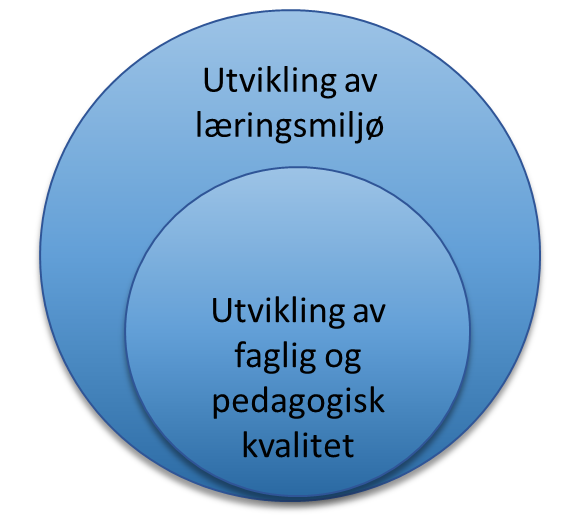 Utvikling av
læringsmiljø
Utvikling av
faglig og
pedagogisk
kvalitet